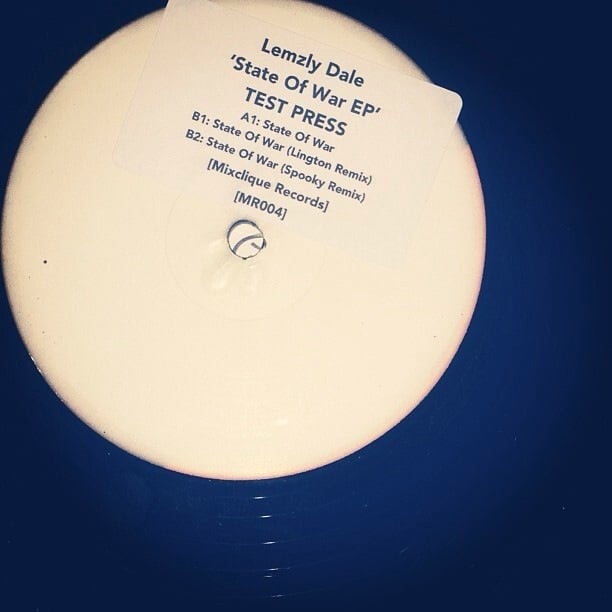 Lemzly Dale
'State Of War EP'
TEST PRESS
A1: State Of War
B1: State Of War (Lington Remix)
B2: State Of War (Spooky Remix)
[Mixclique Records]
[MR004]